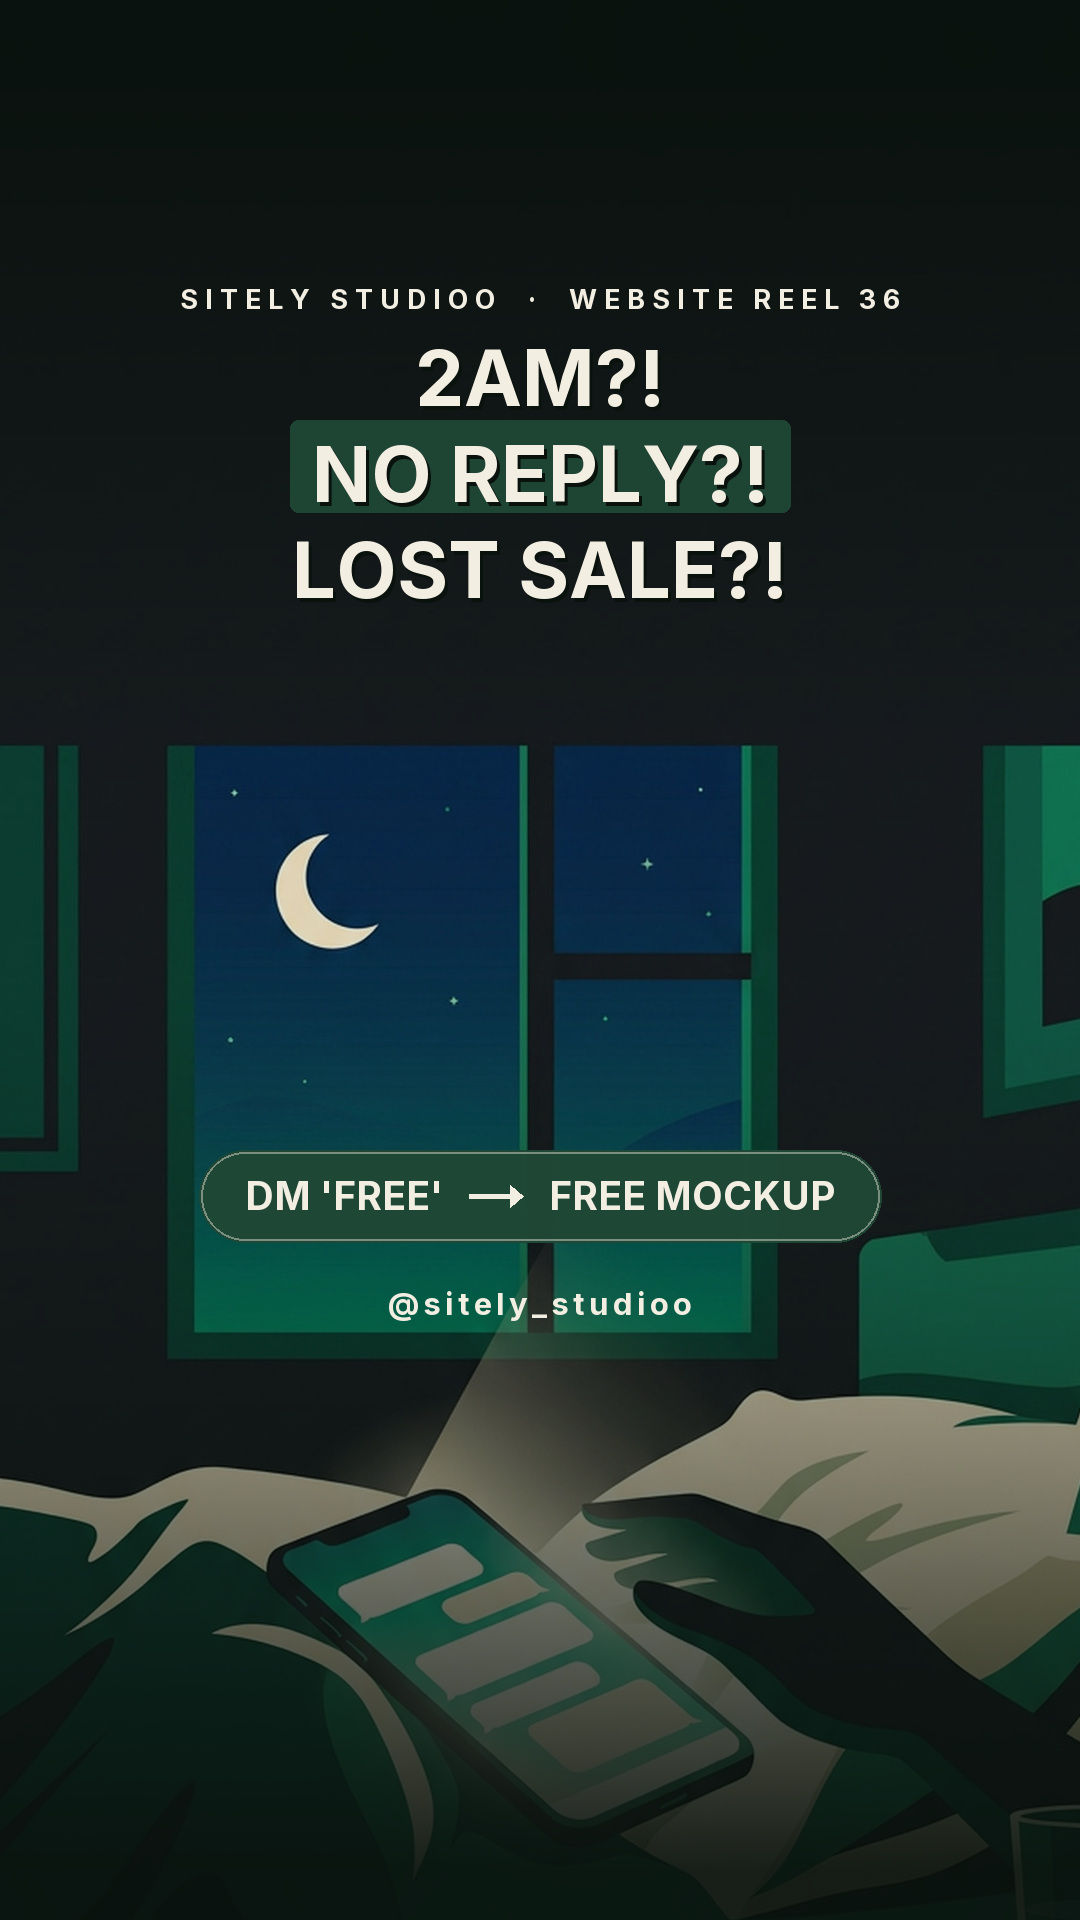 SITELY STUDIOO · WEBSITE REEL 36
2AM?!
NO REPLY?!
LOST SALE?!
DM 'FREE' → FREE MOCKUP
@sitely_studioo